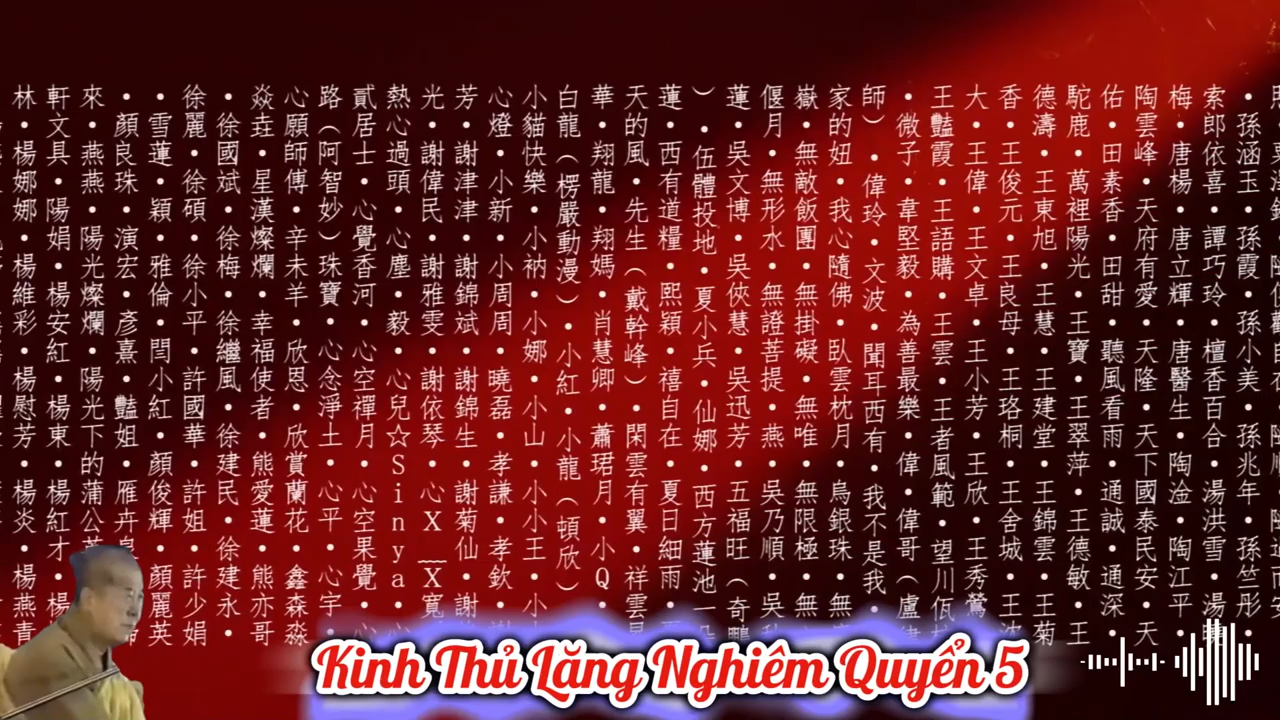 ・孫涵玉・孫霞・孫小美・孫兆年・孫竺彤・
索郎依喜・譚巧玲・檀香百合・湯洪雪・湯
梅・唐楊・唐立輝・唐醫生・陶淦・陶江平・
陶雲峰・天府有愛・天隆・天下國泰民安・天
佑・田素香・田甜・聽風看雨・通誠・通深・
駝鹿・萬裡陽光・王寶・王翠萍・王德敏・王
德濤・王東旭・王慧・王建堂・王錦雲・王菊
香・王俊元・王良母・王珞桐・王舍城・王
大・王偉・王文卓・王小芳・王欣・王秀鶯・
王豔霞・王語購・王雲・王者風範・望川
・微子・韋堅毅・為善最樂・偉・偉哥（盧
師）・偉玲・文波・聞耳西有・我不是我・
家的妞・我心隨佛・臥雲枕月・烏銀珠・無
嶽・無敵飯團・無掛礙・無唯・無限極・無
偃月・無形水・無證菩提・燕・吳乃順・吳
蓮・吳文博・吳俠慧・吳迅芳・五福旺（奇鵬
）・伍體投地・夏小兵・仙娜・西方蓮池一朵
蓮・西有道糧・熙穎・禧自在・夏日細雨・
天的風・先生（戴幹峰）・閑雲有翼・祥雲
華・翔龍・翔媽・肖慧卿・蕭珺月・小Q・
白龍（楞嚴動漫）・小紅・小龍（頓欣）
小貓快樂・小衲・小娜・小山・小小王・小
心燈・小新・小周周・曉磊・孝謙・孝欽・謝
芳・謝津津・謝錦斌・謝錦生・謝菊仙・謝
光・謝偉民・謝雅雯・謝依琴・心X﹏X寬
熱心過頭・心塵・毅・心兒☆Sinya・心
貳居士・心覺香河・心空禪月・心空果覺・心
路（阿智妙）珠寶・心念淨土・心平・心宇・
心願師傅・辛未羊・欣恩・欣賞蘭花・鑫森淼
焱垚・星漢燦爛・幸福使者・熊愛蓮・熊亦哥
・徐國斌・徐梅・徐繼風・徐建民・徐建永・
徐麗・徐碩・徐小平・許國華・許姐・許少娟
・雪蓮・穎・雅倫・閆小紅・顏俊輝・顏麗英
・顏良珠・演宏・彥熹・豔姐・雁卉
來・燕燕・陽光燦爛・陽光下的蒲公英
軒文具・陽娟・楊安紅・楊東・楊紅才・楊
林・楊娜娜・楊維彩・楊慰芳・楊炎・楊燕青
Kinh Thủ Lăng Nghiêm Quyển 5